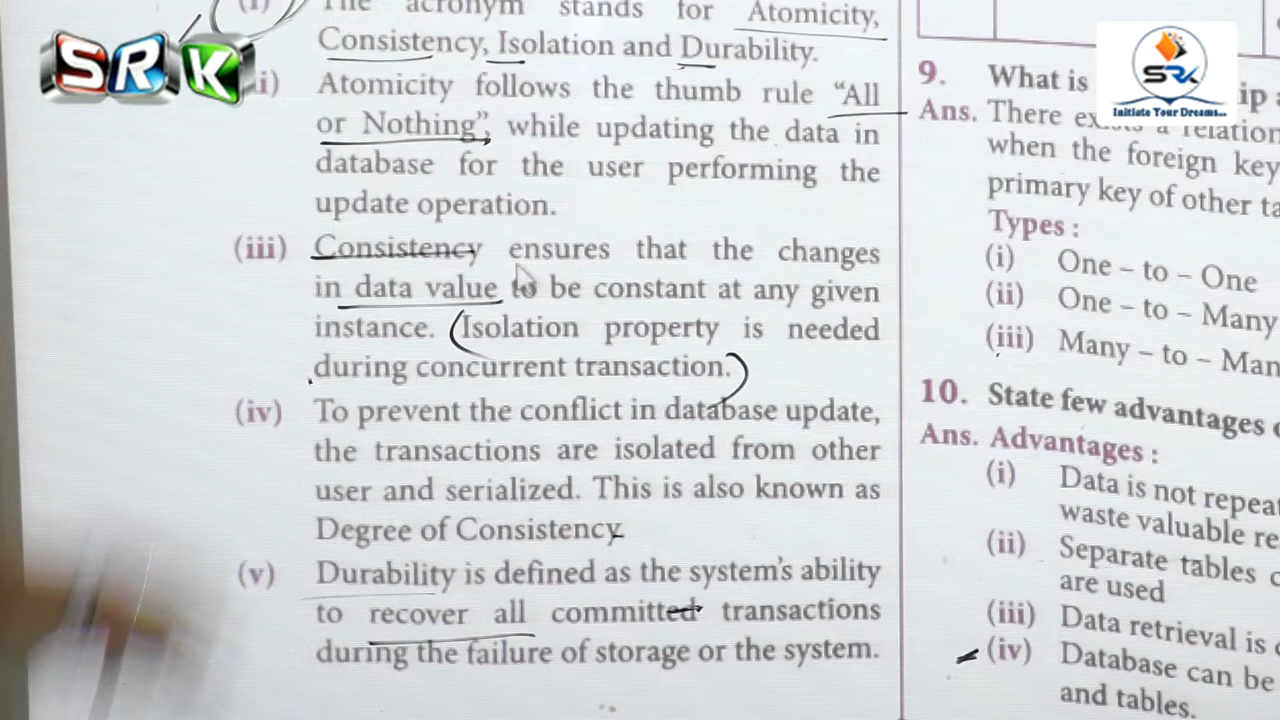 SRK
(i) The acronym stands for Atomicity,
Consistency, Isolation and Durability.
i) Atomicity follows the thumb rule “All
or Nothing”, while updating the data in
database for the user performing the
update operation.
(iii) Consistency ensures that the changes
in data value to be constant at any given
instance. (Isolation property is needed
during concurrent transaction.)
(iv) To prevent the conflict in database update,
the transactions are isolated from other
user and serialized. This is also known as
Degree of Consistency
(v) Durability is defined as the system's ability
to recover all committed transactions
during the failure of storage or the system.
SRK
Initiate Your Dreams...
9. What is ip
Ans. There exists a relation
when the foreign key
primary key of other ta
Types :
(i) One – to – One
(ii) One – to – Many
(iii) Many – to – Man
10. State few advantages
Ans. Advantages :
(i) Data is not repeat
waste valuable re
(ii) Separate tables
are used
(iii) Data retrieval is
(iv) Database can be
and tables.